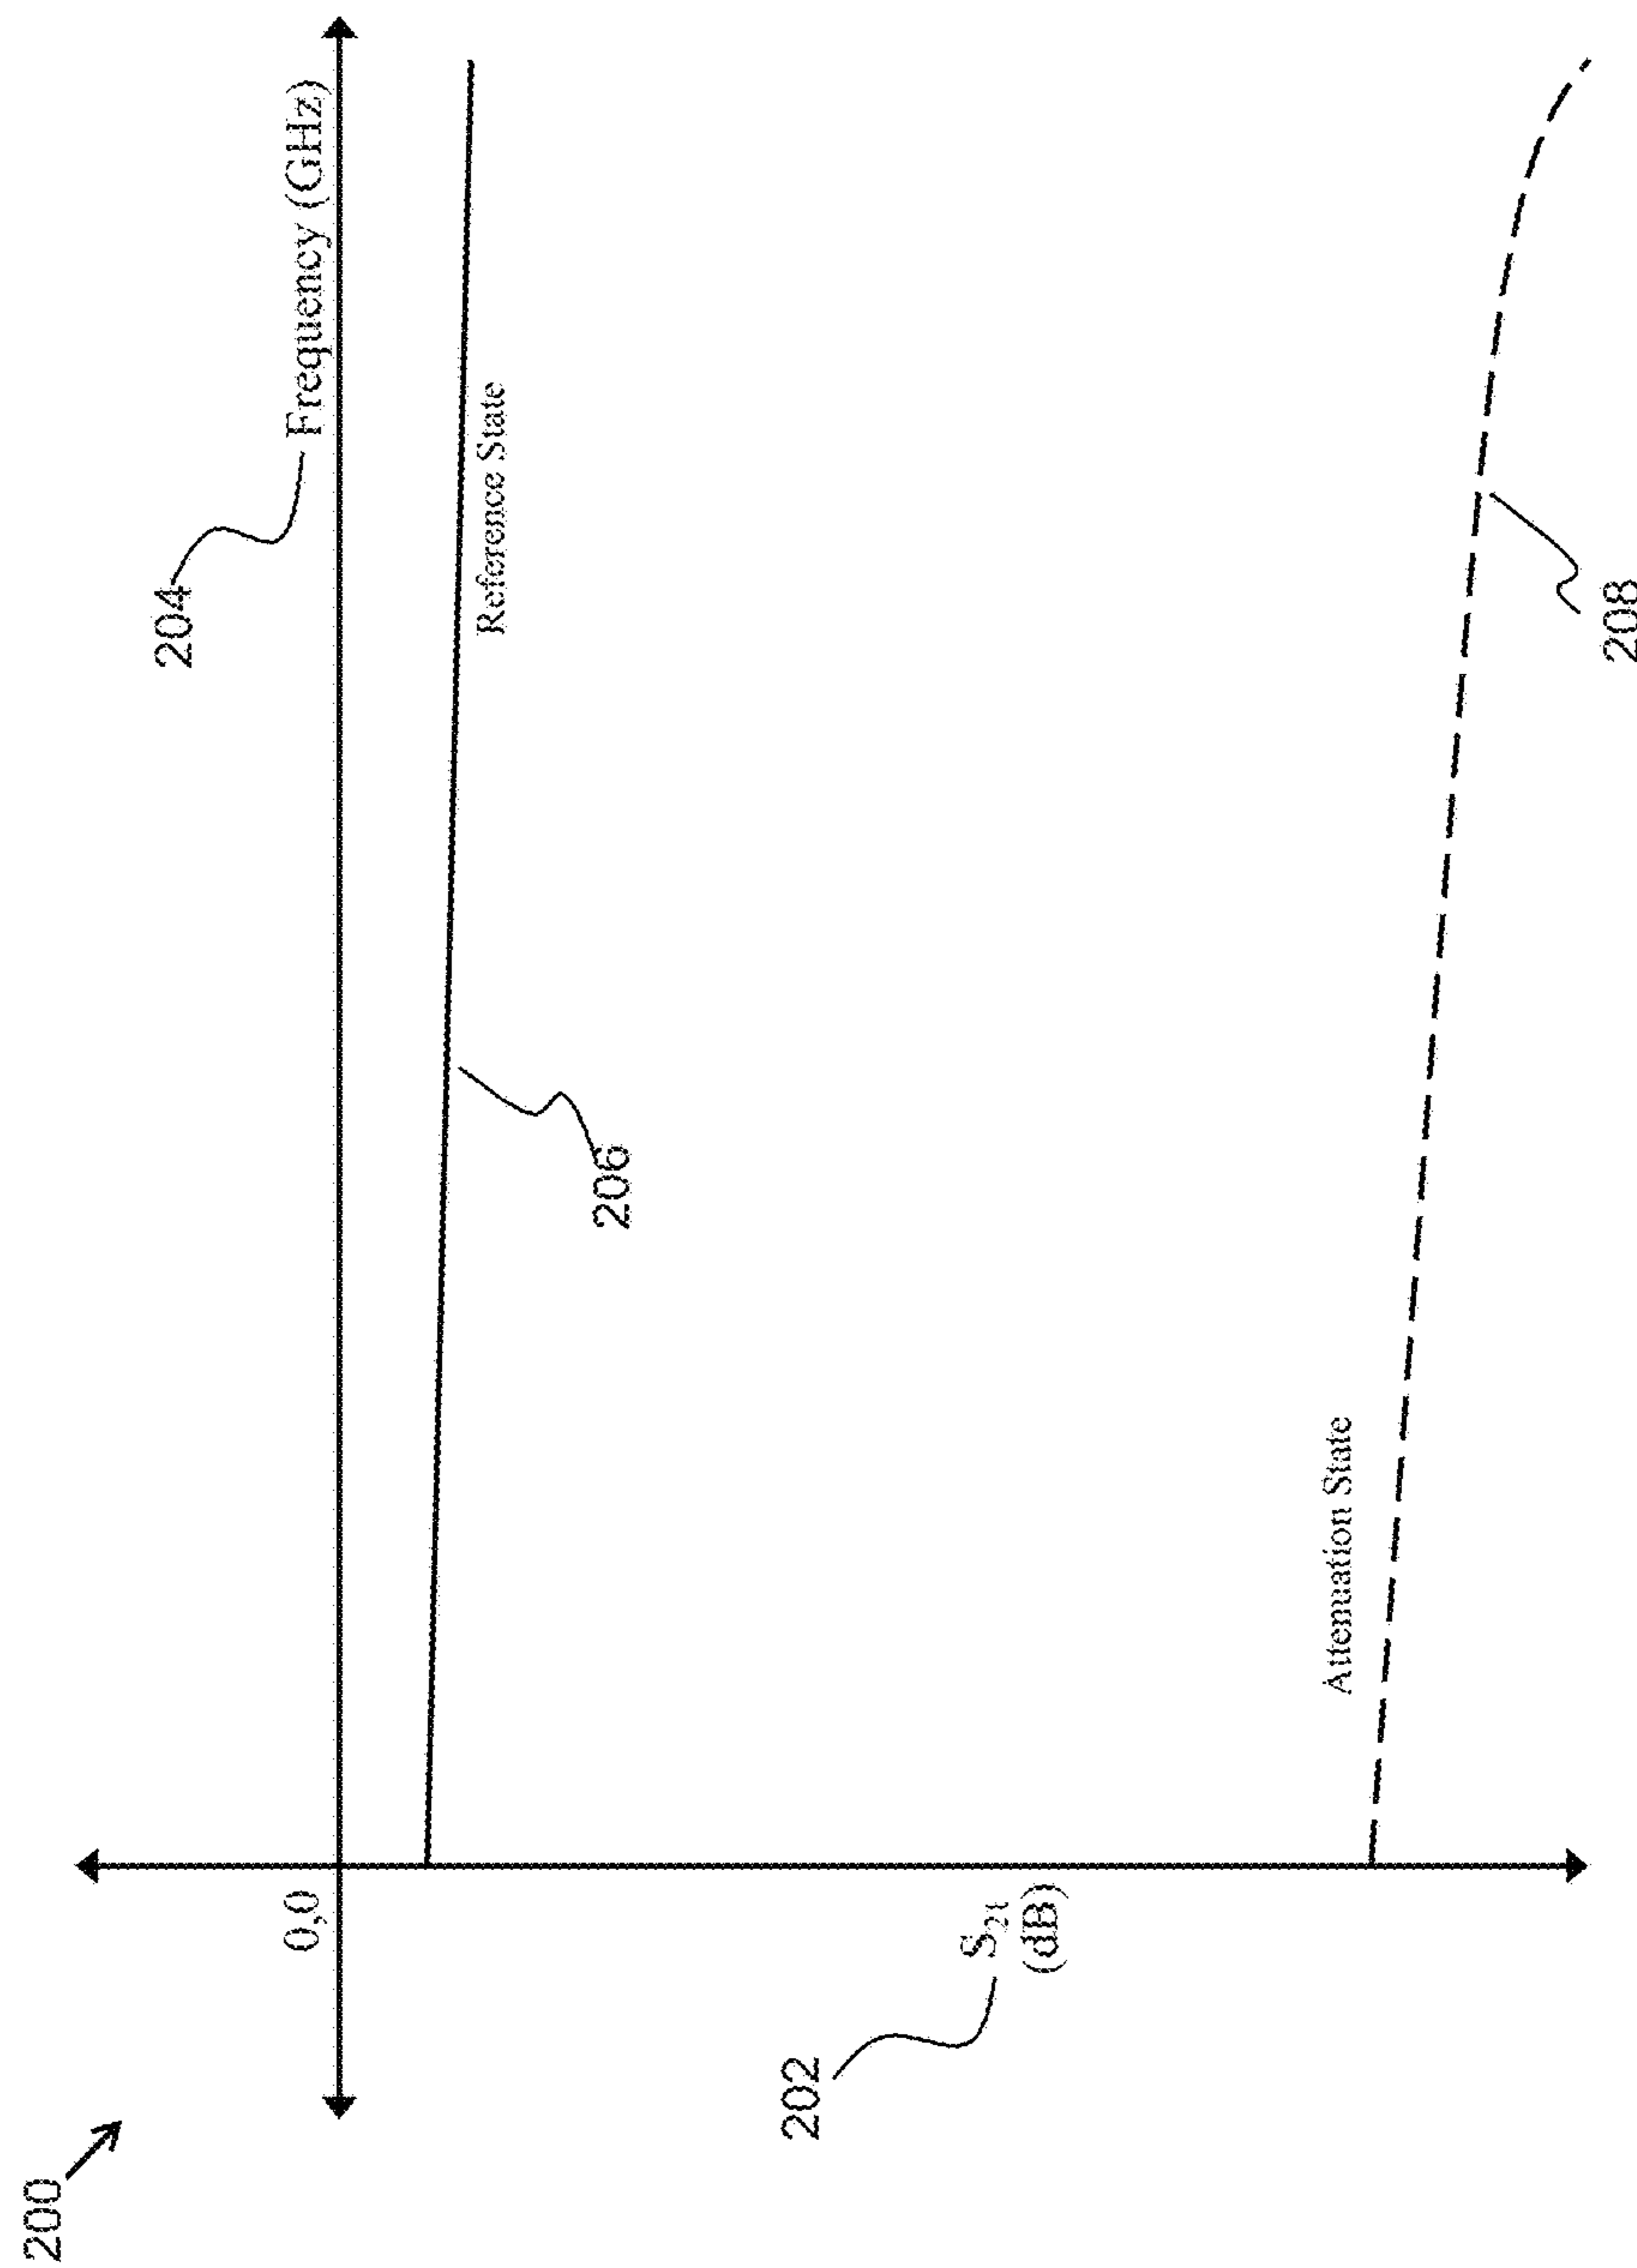 200
204
Frequency (GHz)
0,0
Reference State
206
202
S₂₁
(dB)
Attenuation State
208